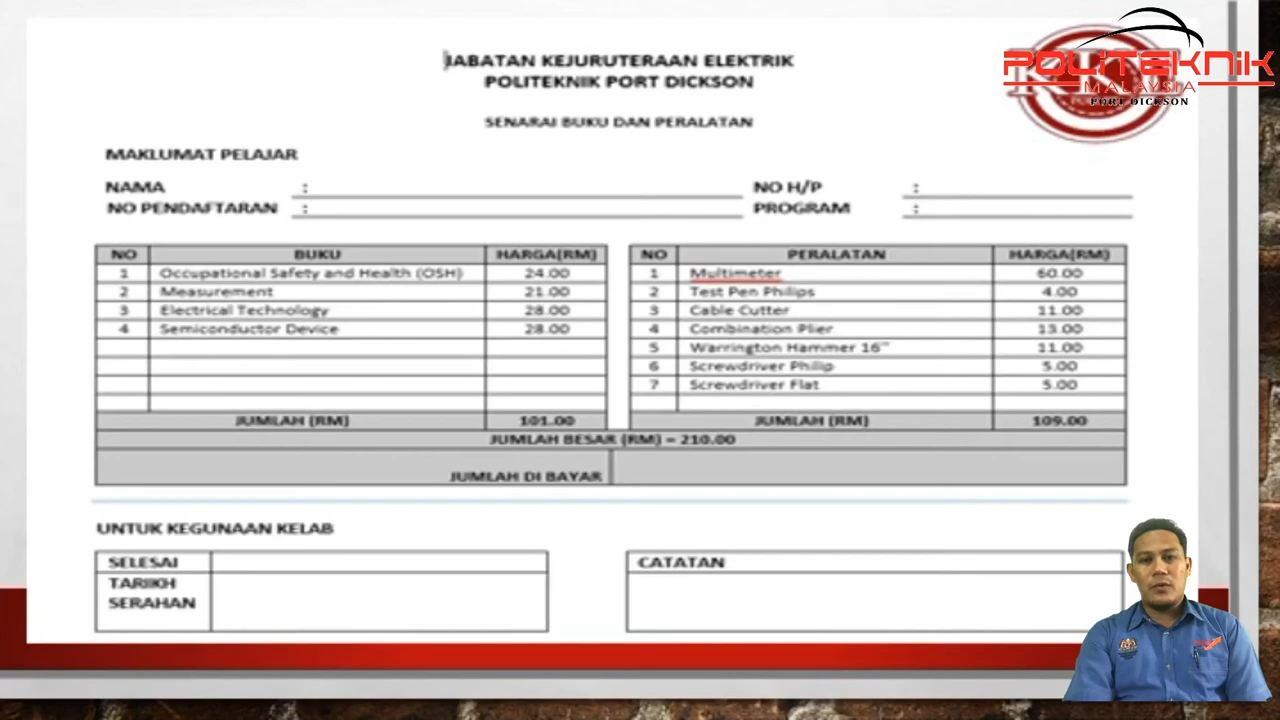 JABATAN KEJURUTERAAN ELEKTRIK
POLITEKNIK PORT DICKSON
SENARAI BUKU DAN PERALATAN
POLITEKNIK
MALAYSIA
PORT DICKSON
MAKLUMAT PELAJAR
NAMA : NO H/P :
NO PENDAFTARAN : PROGRAM :
NO BUKU HARGA(RM)
1 Occupational Safety and Health (OSH) 24.00
2 Measurement 21.00
3 Electrical Technology 28.00
4 Semiconductor Device 28.00
JUMLAH (RM) 101.00
NO PERALATAN HARGA(RM)
1 Multimeter 60.00
2 Test Pen Philips 4.00
3 Cable Cutter 11.00
4 Combination Plier 13.00
5 Warrington Hammer 16"
11.00
6 Screwdriver Philip 5.00
7 Screwdriver Flat 5.00
JUMLAH (RM) 109.00
JUMLAH BESAR (RM) = 210.00
JUMLAH DI BAYAR
UNTUK KEGUNAAN KELAB
SELESAI
TARIKH
SERAHAN
CATATAN